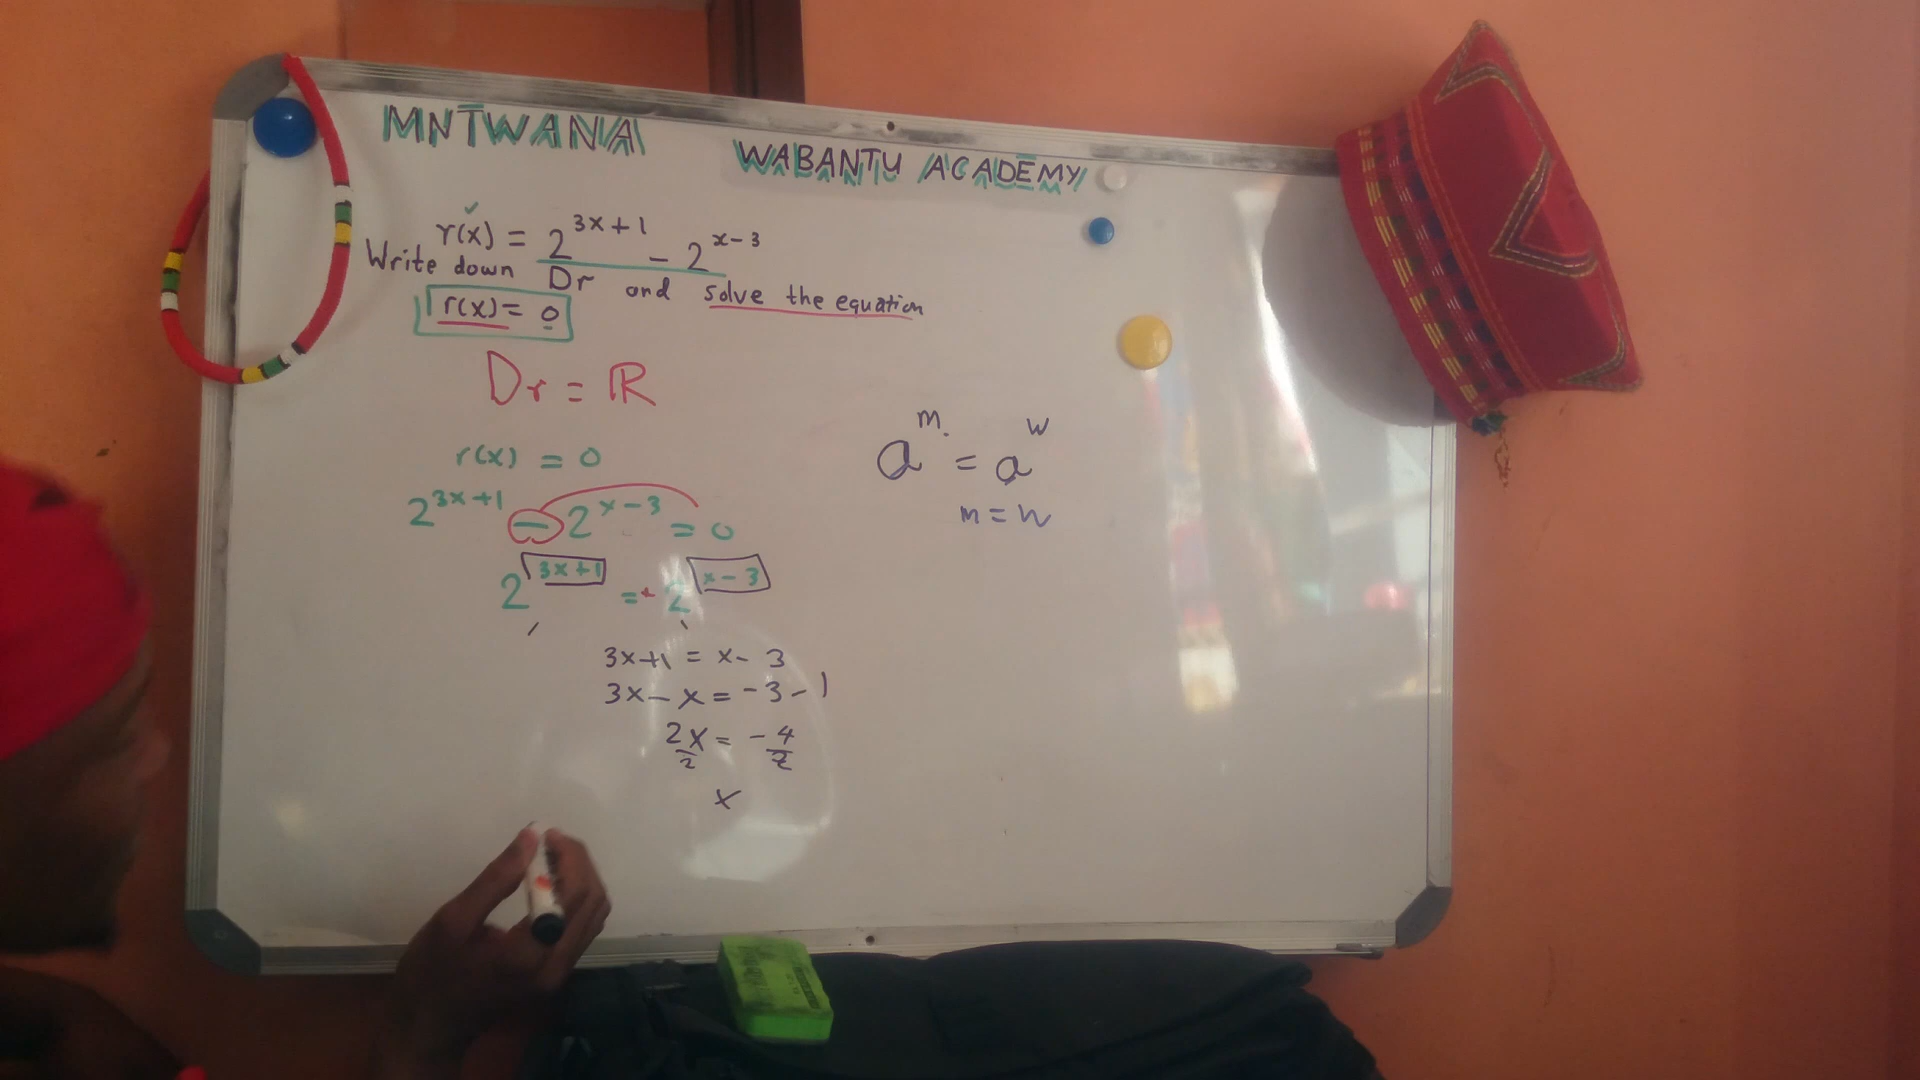 MNTWANA
WABANTU ACADEMY
r(x) = 2^{3x+1} - 2^{x-3}
Write down Dr and solve the equation
r(x) = 0
Dr = ℝ
r(x) = 0
2^{3x+1} - 2^{x-3} = 0
2^{3x+1} = + 2^{x-3}
3x+1 = x- 3
3x- x = -3-1
2x/2 = -4/2
x
a^m. = a^w
m = n